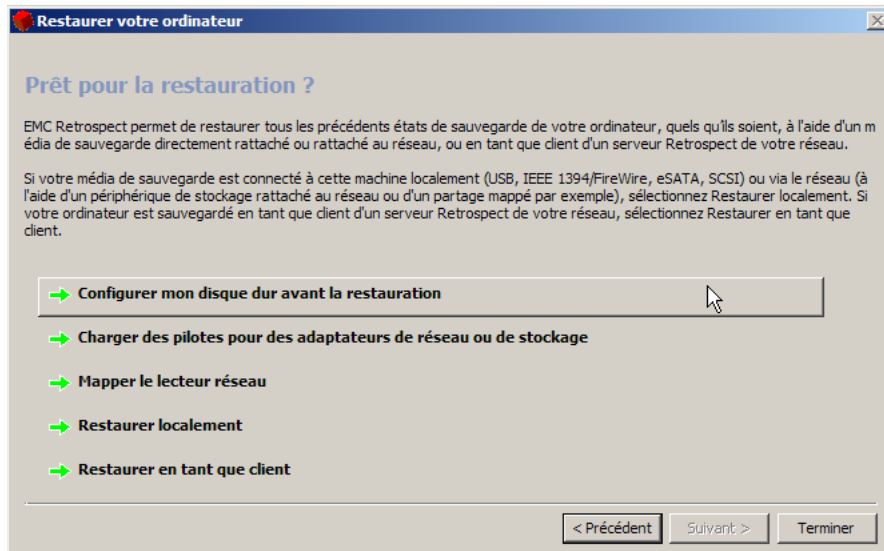 Restaurer votre ordinateur
Prêt pour la restauration ?
EMC Retrospect permet de restaurer tous les précédents états de sauvegarde de votre ordinateur, quels qu'ils soient, à l'aide d'un m
édia de sauvegarde directement rattaché ou rattaché au réseau, ou en tant que client d'un serveur Retrospect de votre réseau.
Si votre média de sauvegarde est connecté à cette machine localement (USB, IEEE 1394/FireWire, eSATA, SCSI) ou via le réseau (à
l'aide d'un périphérique de stockage rattaché au réseau ou d'un partage mappé par exemple), sélectionnez Restaurer localement. Si
votre ordinateur est sauvegardé en tant que client d'un serveur Retrospect de votre réseau, sélectionnez Restaurer en tant que
client.
Configurer mon disque dur avant la restauration
Charger des pilotes pour des adaptateurs de réseau ou de stockage
Mapper le lecteur réseau
Restaurer localement
Restaurer en tant que client
< Précédent Suivant > Terminer